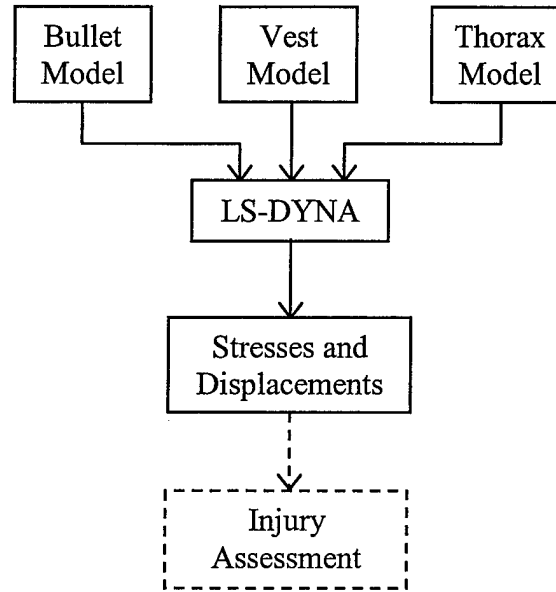 Bullet
Model
Vest
Model
Thorax
Model
LS-DYNA
Stresses and
Displacements
Injury
Assessment